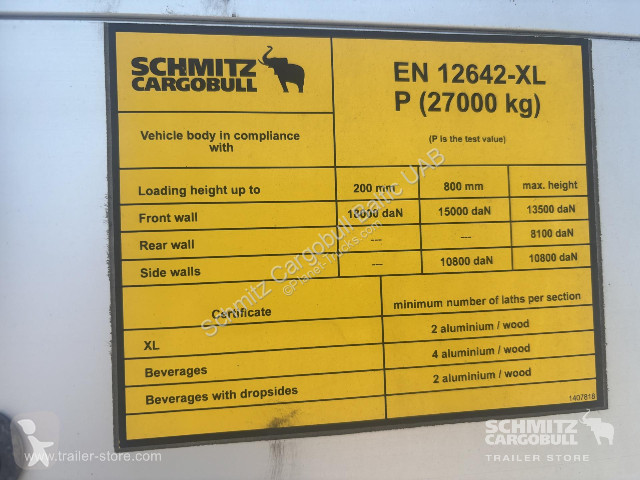 SCHMITZ
CARGOBULL
EN 12642-XL
P (27000 kg)
(P is the test value)
Vehicle body in compliance
with
Loading height up to 200 mm 800 mm max. height
Front wall 18000 daN 15000 daN 13500 daN
Rear wall --- --- 8100 daN
Side walls --- 10800 daN 10800 daN
Certificate minimum number of laths per section
XL 2 aluminium / wood
Beverages 4 aluminium / wood
Beverages with dropsides 2 aluminium / wood
1407818
Schmitz Cargobull Baltic UAB
©Planet-Trucks.com
www.trailer-store.com
SCHMITZ
CARGOBULL
TRAILER STORE